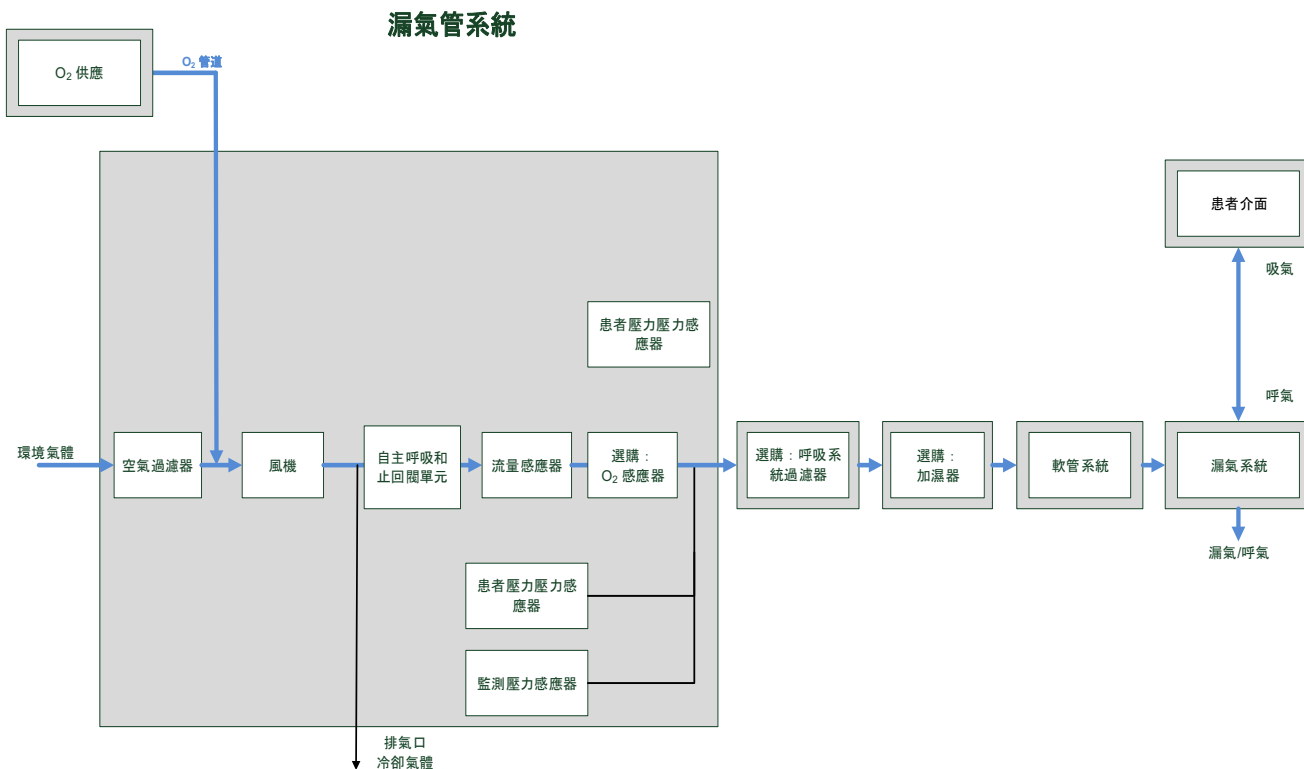 漏氣管系統
O₂ 供應
O₂ 管道
患者介面
吸氣
患者壓力壓力感
應器
呼氣
環境氣體
空氣過濾器
風機
自主呼吸和
止回閥單元
流量感應器
選購：
O₂ 感應器
選購：呼吸系
統過濾器
選購：
加濕器
軟管系統
漏氣系統
漏氣/呼氣
患者壓力壓力感
應器
監測壓力感應器
排氣口
冷卻氣體